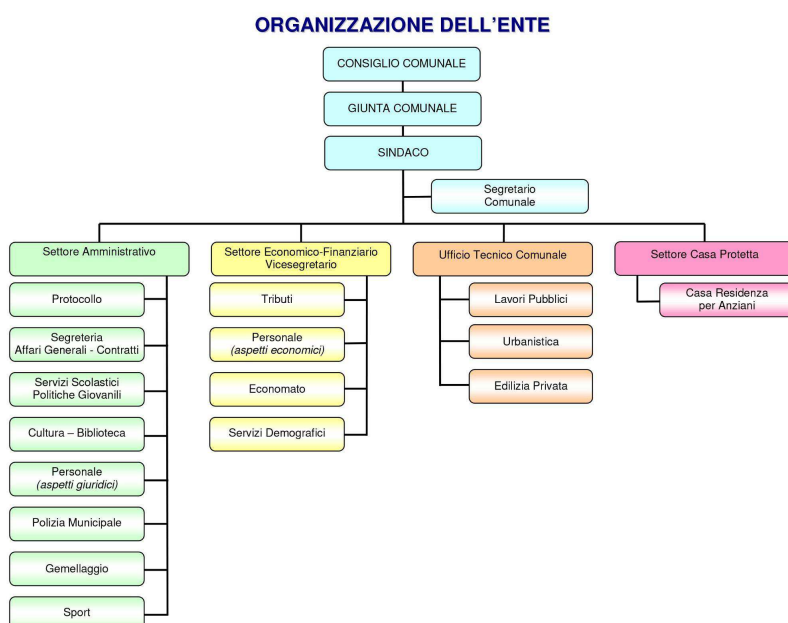 ORGANIZZAZIONE DELL'ENTE
CONSIGLIO COMUNALE
GIUNTA COMUNALE
SINDACO
Segretario
Comunale
Settore Amministrativo
Protocollo
Segreteria
Affari Generali - Contratti
Servizi Scolastici
Politiche Giovanili
Cultura – Biblioteca
Personale
(aspetti giuridici)
Polizia Municipale
Gemellaggio
Sport
Settore Economico-Finanziario
Vicesegretario
Tributi
Personale
(aspetti economici)
Economato
Servizi Demografici
Ufficio Tecnico Comunale
Lavori Pubblici
Urbanistica
Edilizia Privata
Settore Casa Protetta
Casa Residenza
per Anziani